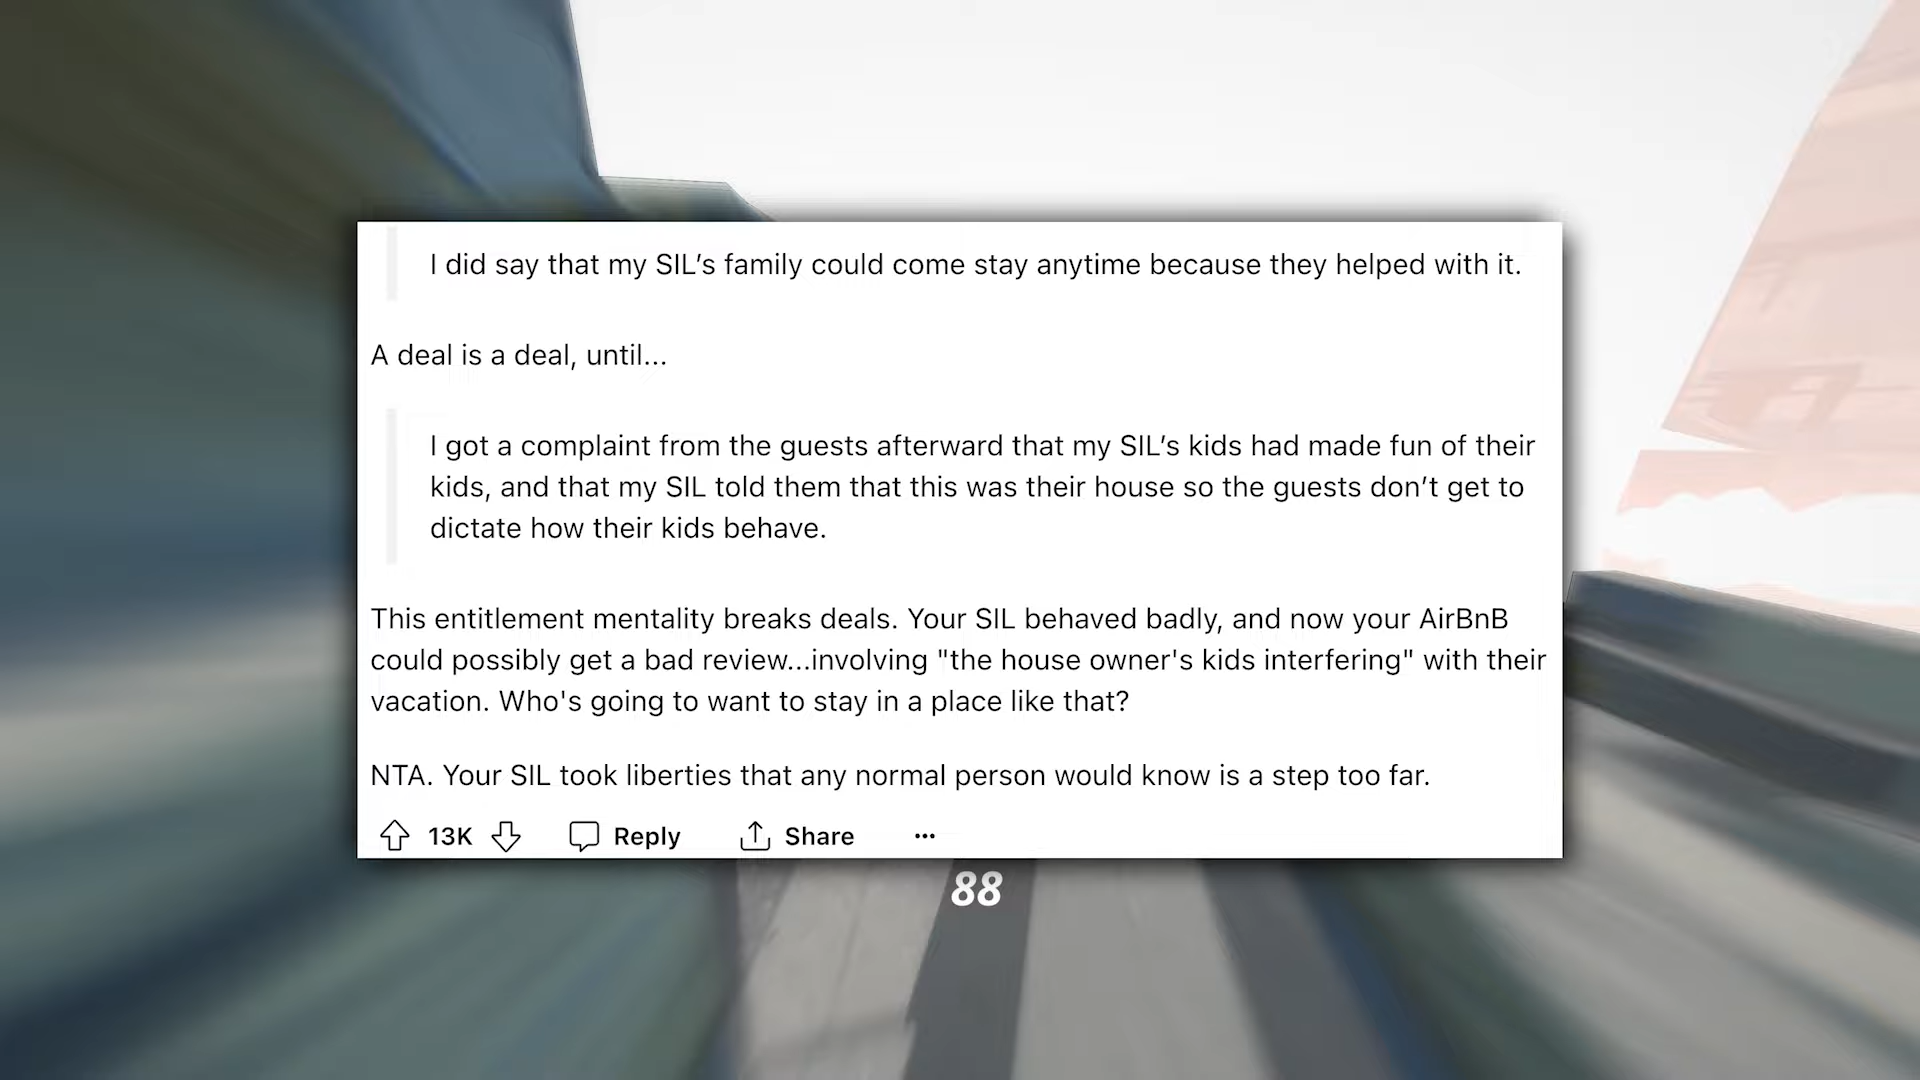 I did say that my SIL’s family could come stay anytime because they helped with it.
A deal is a deal, until...
I got a complaint from the guests afterward that my SIL’s kids had made fun of their
kids, and that my SIL told them that this was their house so the guests don’t get to
dictate how their kids behave.
This entitlement mentality breaks deals. Your SIL behaved badly, and now your AirBnB
could possibly get a bad review...involving "the house owner's kids interfering" with their
vacation. Who's going to want to stay in a place like that?
NTA. Your SIL took liberties that any normal person would know is a step too far.
13K Reply Share ...
88